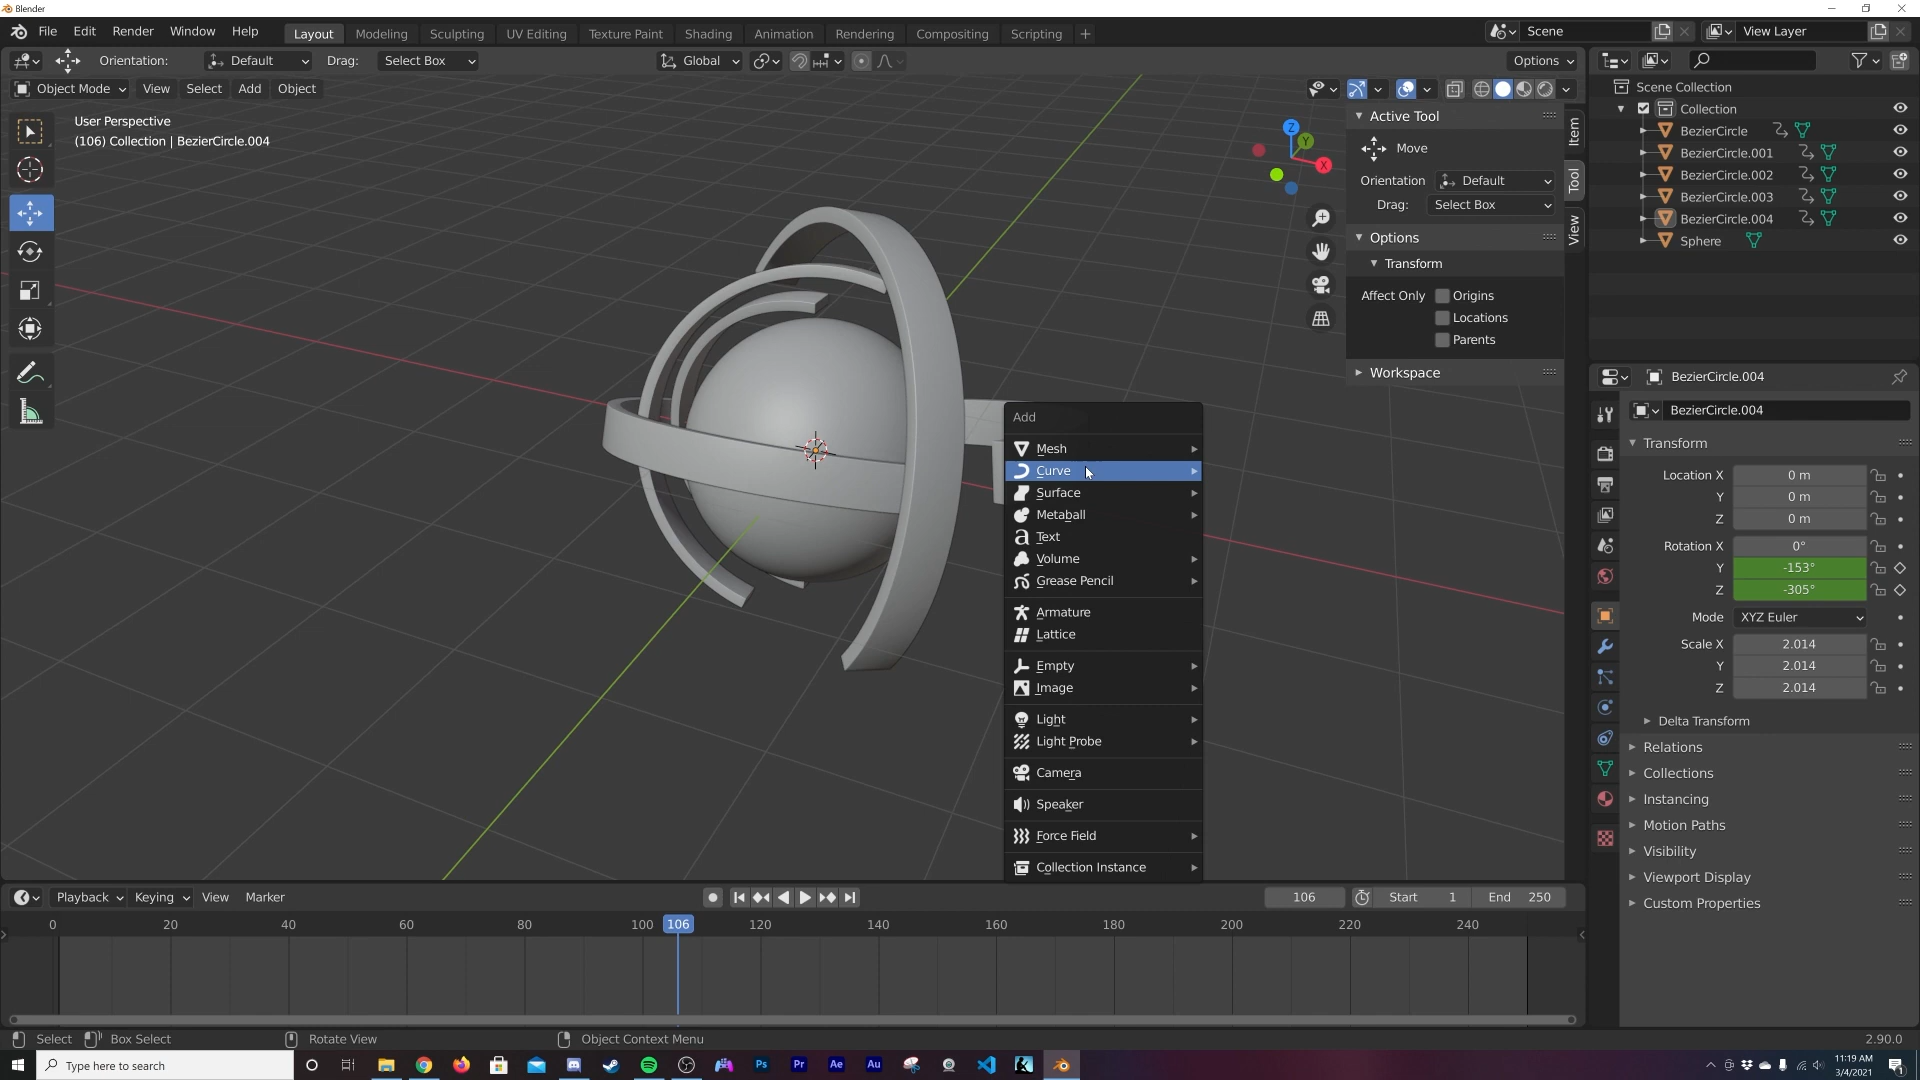 Blender
File Edit Render Window Help Layout Modeling Sculpting UV Editing Texture Paint Shading Animation Rendering Compositing Scripting + Scene View Layer
Orientation: Default Drag: Select Box Global Options
Object Mode View Select Add Object
User Perspective
(106) Collection | BezierCircle.004
Z
Y
X
Active Tool
Move
Orientation Default
Drag: Select Box
Options
Transform
Affect Only Origins
Locations
Parents
Workspace
Item
Tool
View
Scene Collection
Collection
BezierCircle
BezierCircle.001
BezierCircle.002
BezierCircle.003
BezierCircle.004
Sphere
Add
Mesh
Curve
Surface
Metaball
Text
Volume
Grease Pencil
Armature
Lattice
Empty
Image
Light
Light Probe
Camera
Speaker
Force Field
Collection Instance
BezierCircle.004
BezierCircle.004
Transform
Location X 0 m
Y 0 m
Z 0 m
Rotation X 0°
Y -153°
Z -305°
Mode XYZ Euler
Scale X 2.014
Y 2.014
Z 2.014
Delta Transform
Relations
Collections
Instancing
Motion Paths
Visibility
Viewport Display
Custom Properties
Playback Keying View Marker 106 Start 1 End 250
0 20 40 60 80 100 106 120 140 160 180 200 220 240
Select Box Select Rotate View Object Context Menu 2.90.0
Type here to search Ps Pr Ae Au
11:19 AM
3/4/2021
1